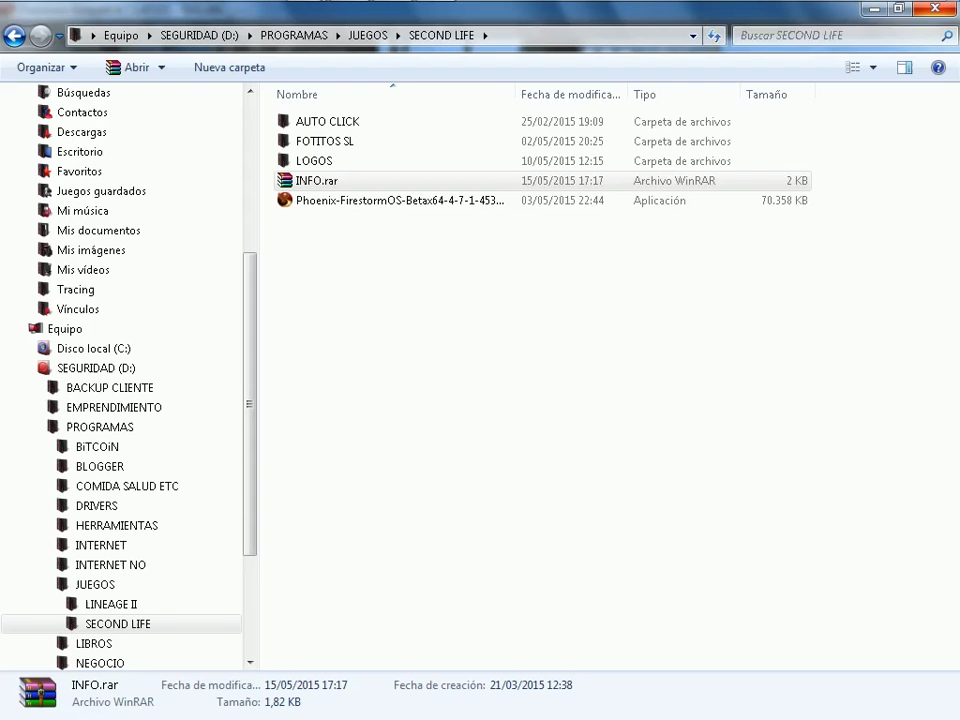 Equipo SEGURIDAD (D:) PROGRAMAS JUEGOS SECOND LIFE
Buscar SECOND LIFE
Organizar Abrir Nueva carpeta
Búsquedas
Contactos
Descargas
Escritorio
Favoritos
Juegos guardados
Mi música
Mis documentos
Mis imágenes
Mis vídeos
Tracing
Vínculos
Equipo
Disco local (C:)
SEGURIDAD (D:)
BACKUP CLIENTE
EMPRENDIMIENTO
PROGRAMAS
BiTCOiN
BLOGGER
COMIDA SALUD ETC
DRIVERS
HERRAMIENTAS
INTERNET
INTERNET NO
JUEGOS
LINEAGE II
SECOND LIFE
LIBROS
NEGOCIO
Nombre Fecha de modifica... Tipo Tamaño
AUTO CLICK 25/02/2015 19:09 Carpeta de archivos
FOTITOS SL 02/05/2015 20:25 Carpeta de archivos
LOGOS 10/05/2015 12:15 Carpeta de archivos
INFO.rar 15/05/2015 17:17 Archivo WinRAR 2 KB
Phoenix-FirestormOS-Betax64-4-7-1-453... 03/05/2015 22:44 Aplicación 70.358 KB
INFO.rar Fecha de modifica... 15/05/2015 17:17 Fecha de creación: 21/03/2015 12:38
Archivo WinRAR Tamaño: 1,82 KB